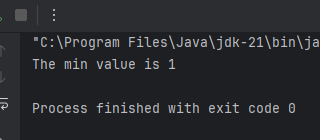 "C:\Program Files\Java\jdk-21\bin\ja
The min value is 1
Process finished with exit code 0